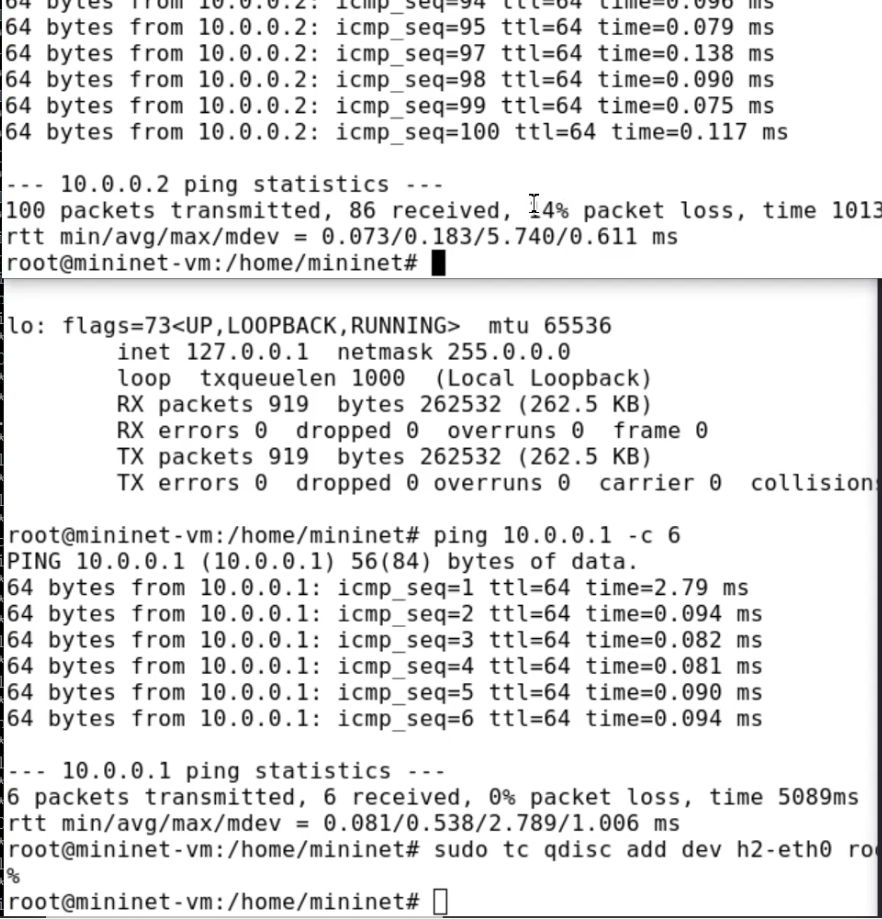 64 bytes from 10.0.0.2: icmp_seq=94 ttl=64 time=0.096 ms
64 bytes from 10.0.0.2: icmp_seq=95 ttl=64 time=0.079 ms
64 bytes from 10.0.0.2: icmp_seq=97 ttl=64 time=0.138 ms
64 bytes from 10.0.0.2: icmp_seq=98 ttl=64 time=0.090 ms
64 bytes from 10.0.0.2: icmp_seq=99 ttl=64 time=0.075 ms
64 bytes from 10.0.0.2: icmp_seq=100 ttl=64 time=0.117 ms
--- 10.0.0.2 ping statistics ---
100 packets transmitted, 86 received, 14% packet loss, time 1013
rtt min/avg/max/mdev = 0.073/0.183/5.740/0.611 ms
root@mininet-vm:/home/mininet#
lo: flags=73<UP,LOOPBACK,RUNNING>  mtu 65536
inet 127.0.0.1  netmask 255.0.0.0
loop  txqueuelen 1000  (Local Loopback)
RX packets 919  bytes 262532 (262.5 KB)
RX errors 0  dropped 0  overruns 0  frame 0
TX packets 919  bytes 262532 (262.5 KB)
TX errors 0  dropped 0 overruns 0  carrier 0  collision
root@mininet-vm:/home/mininet# ping 10.0.0.1 -c 6
PING 10.0.0.1 (10.0.0.1) 56(84) bytes of data.
64 bytes from 10.0.0.1: icmp_seq=1 ttl=64 time=2.79 ms
64 bytes from 10.0.0.1: icmp_seq=2 ttl=64 time=0.094 ms
64 bytes from 10.0.0.1: icmp_seq=3 ttl=64 time=0.082 ms
64 bytes from 10.0.0.1: icmp_seq=4 ttl=64 time=0.081 ms
64 bytes from 10.0.0.1: icmp_seq=5 ttl=64 time=0.090 ms
64 bytes from 10.0.0.1: icmp_seq=6 ttl=64 time=0.094 ms
--- 10.0.0.1 ping statistics ---
6 packets transmitted, 6 received, 0% packet loss, time 5089ms
rtt min/avg/max/mdev = 0.081/0.538/2.789/1.006 ms
root@mininet-vm:/home/mininet# sudo tc qdisc add dev h2-eth0 ro
%
root@mininet-vm:/home/mininet#